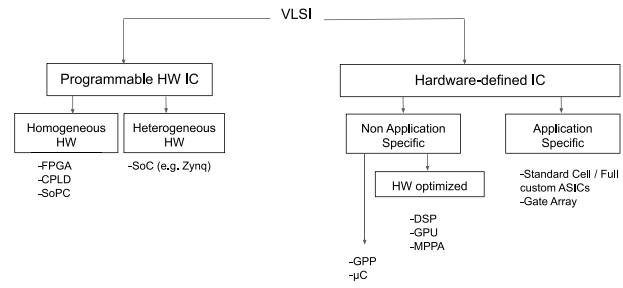 VLSI
Programmable HW IC
Hardware-defined IC
Homogeneous
HW
Heterogeneous
HW
Non Application
Specific
Application
Specific
-FPGA
-CPLD
-SoPC
-SoC (e.g. Zynq)
HW optimized
-Standard Cell / Full
custom ASICs
-Gate Array
-DSP
-GPU
-MPPA
-GPP
-µC